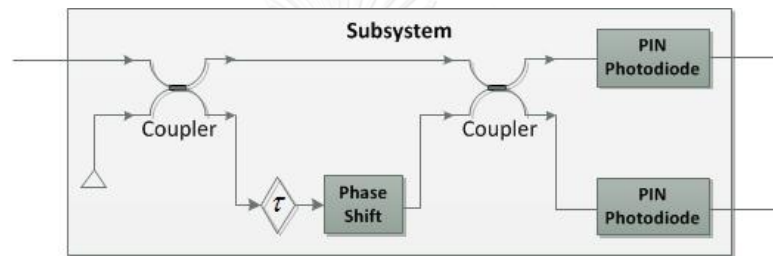 Subsystem
PIN
Photodiode
Coupler
Coupler
τ
Phase
Shift
PIN
Photodiode